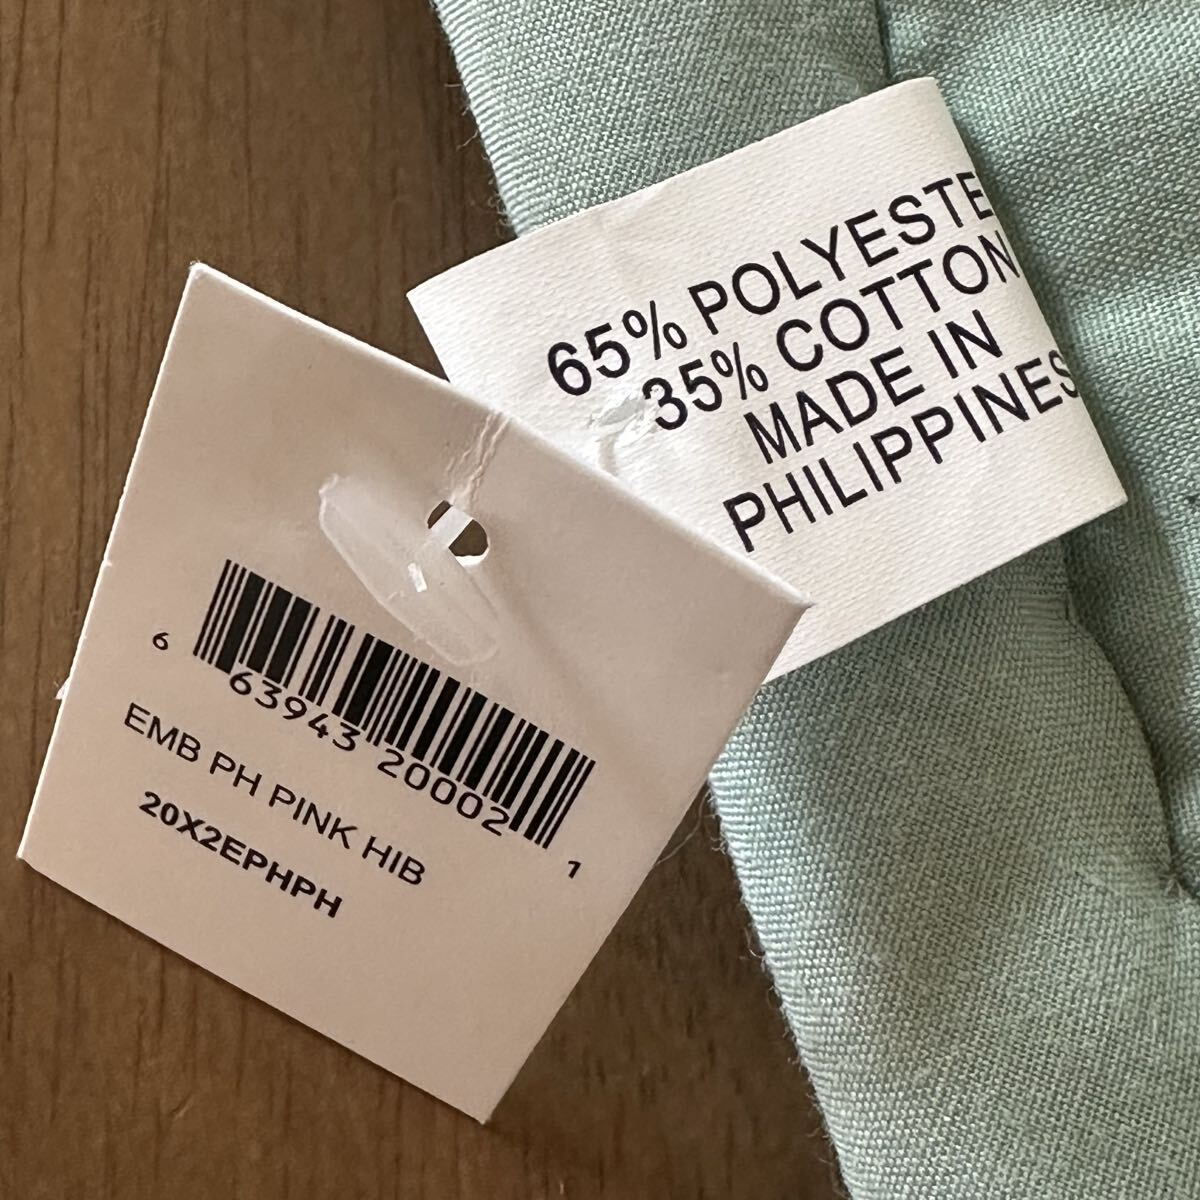 65% POLYESTE
35% COTTON
MADE IN
PHILIPPINES
6 63943 20002 1
EMB PH PINK HIB
20X2EPHPH